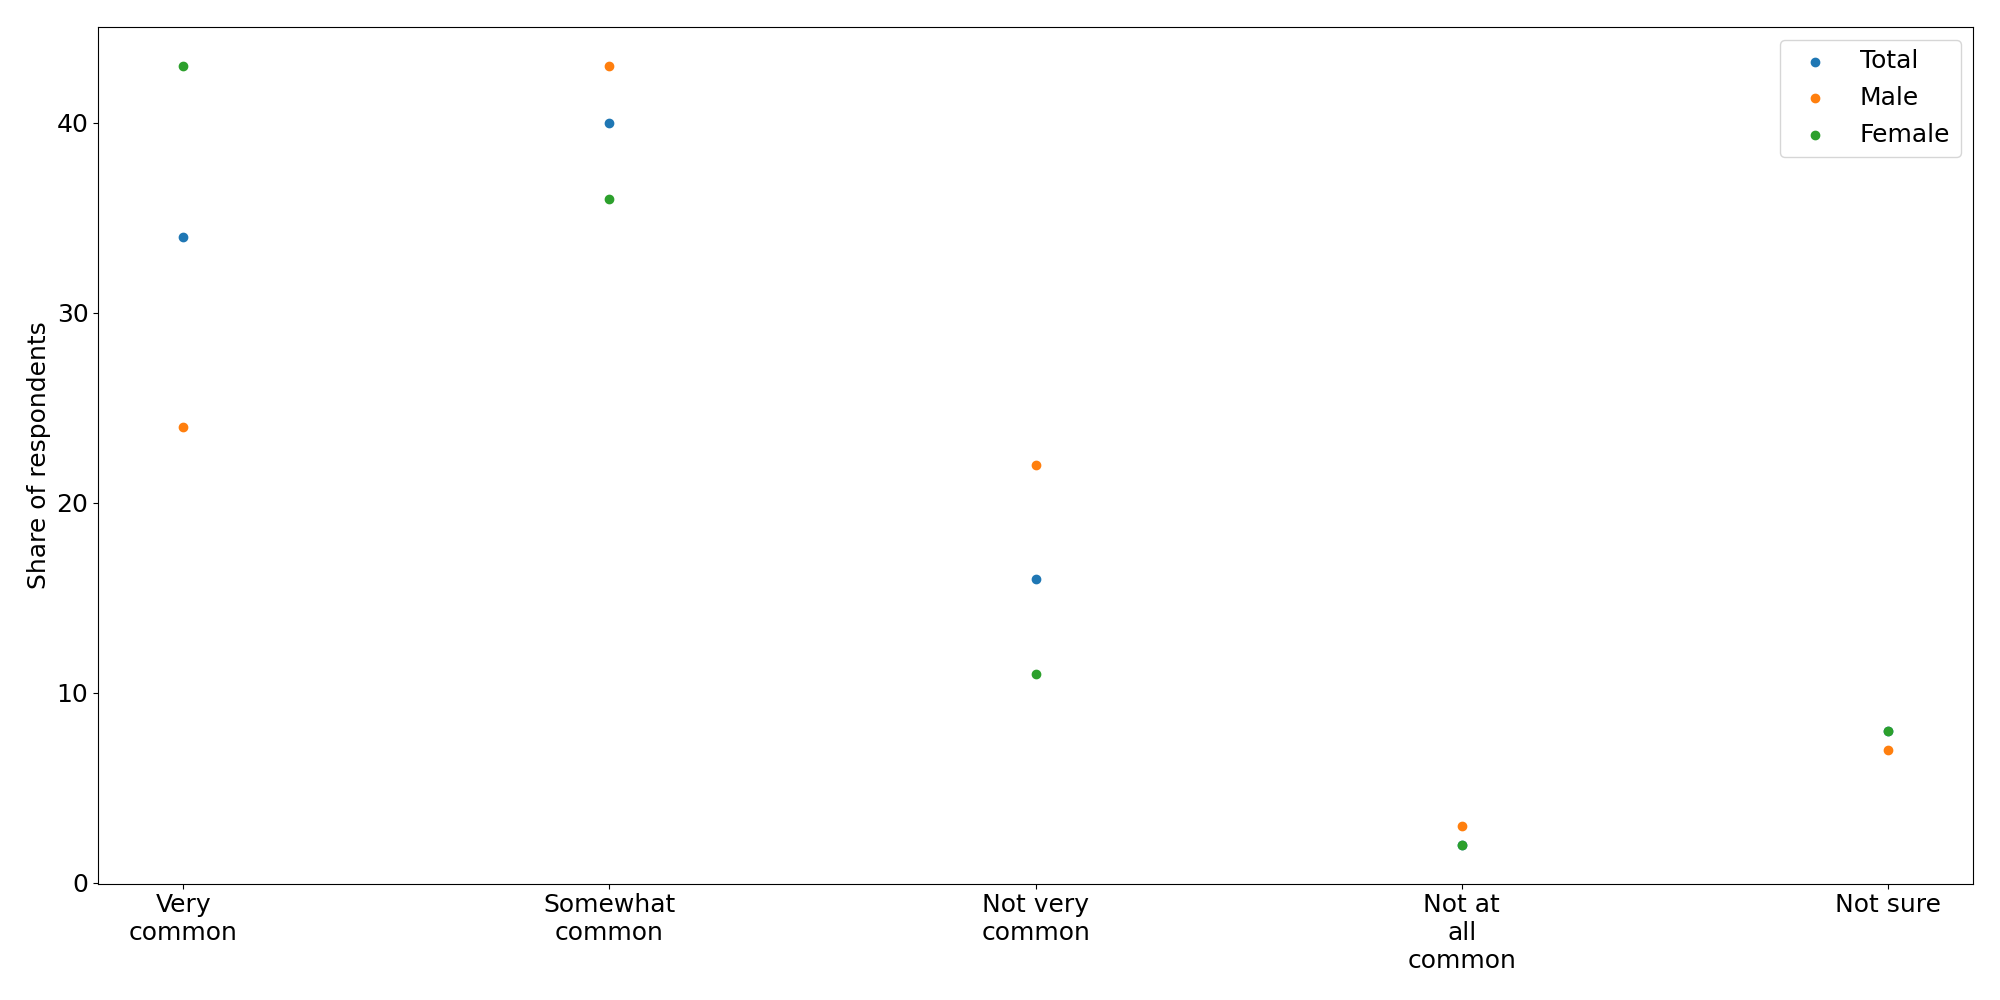 Total
Male
Female
Share of respondents
40
30
20
10
0
Very
common
Somewhat
common
Not very
common
Not at
all
common
Not sure